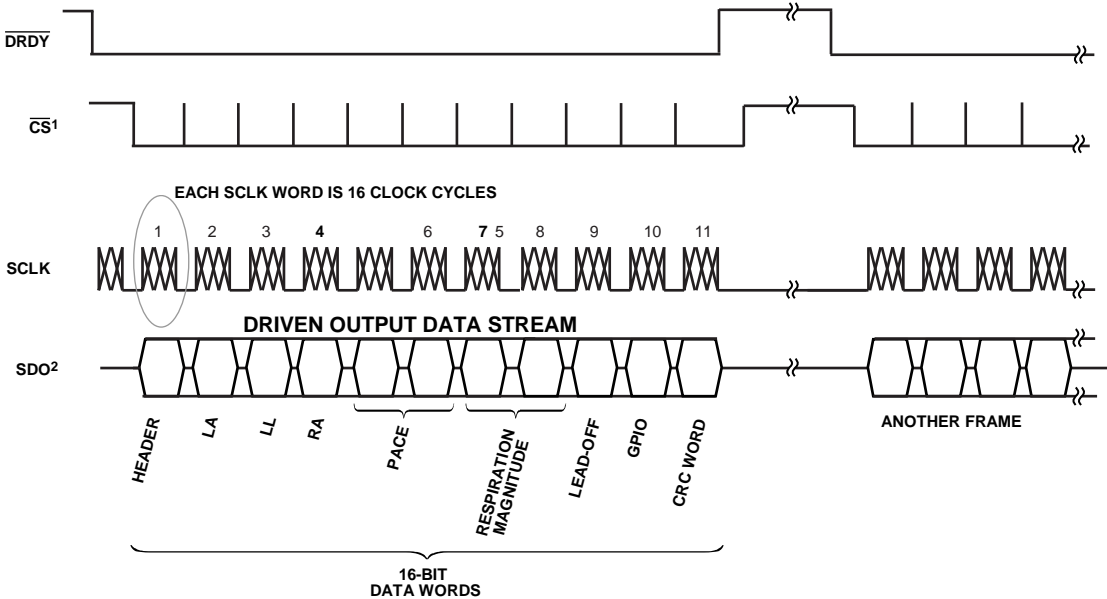 DRDY
CS1
EACH SCLK WORD IS 16 CLOCK CYCLES
1 2 3 4 6 7 5 8 9 10 11
SCLK
DRIVEN OUTPUT DATA STREAM
SDO2
HEADER
LA
LL
RA
PACE
RESPIRATION
MAGNITUDE
LEAD-OFF
GPIO
CRC WORD
ANOTHER FRAME
16-BIT
DATA WORDS